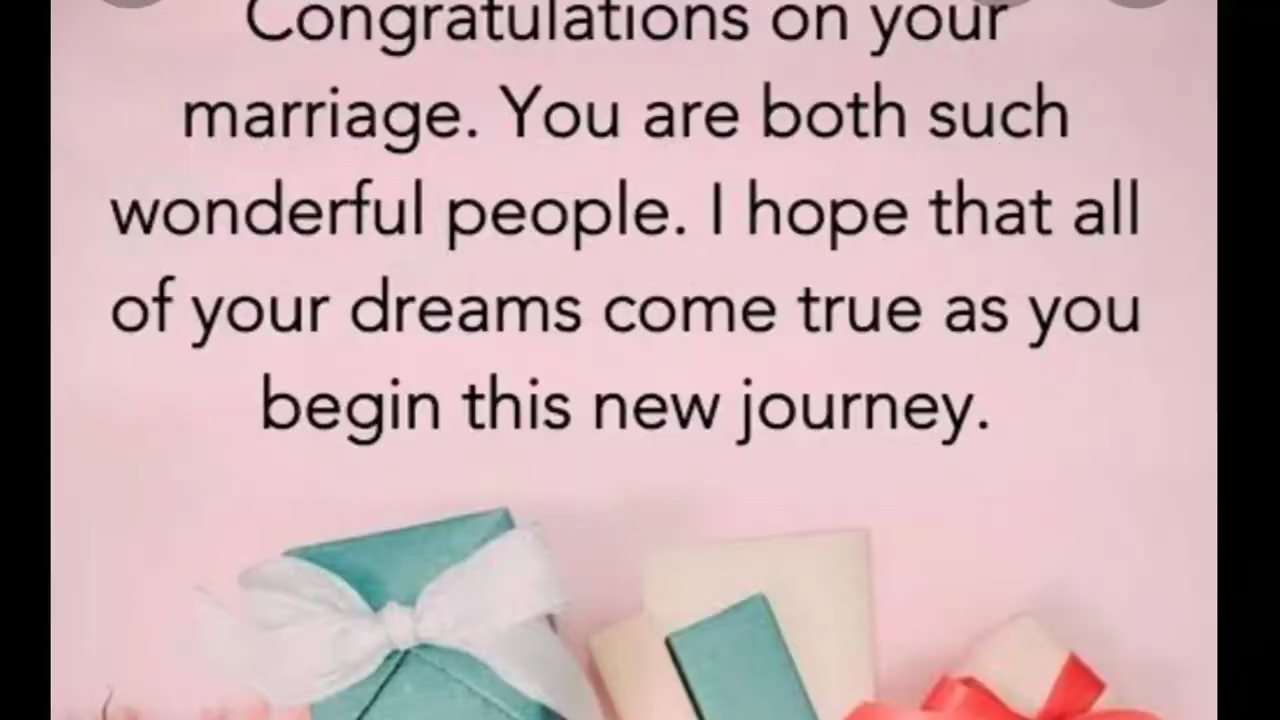 Congratulations on your
marriage. You are both such
wonderful people. I hope that all
of your dreams come true as you
begin this new journey.